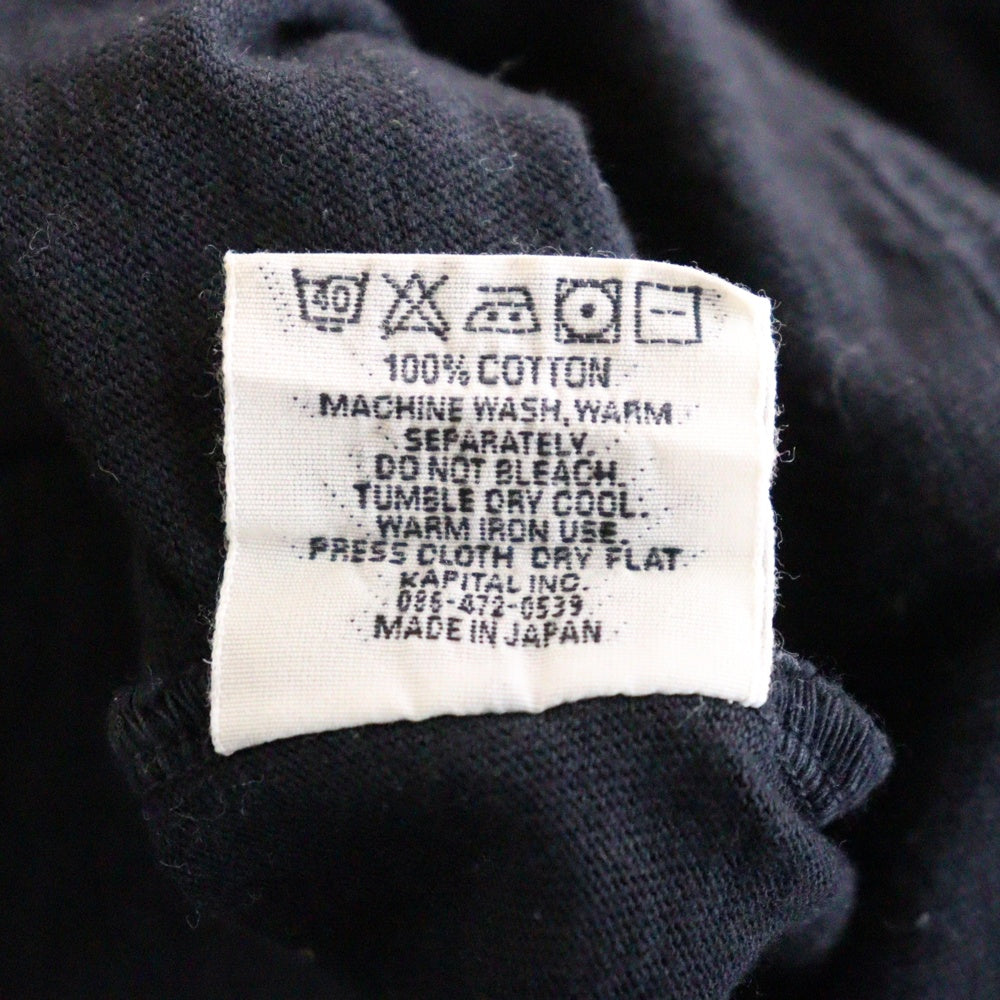 40
100% COTTON
MACHINE WASH, WARM
SEPARATELY.
DO NOT BLEACH.
TUMBLE DRY COOL.
WARM IRON USE.
PRESS CLOTH DRY FLAT
KAPITAL INC.
086-472-0539
MADE IN JAPAN